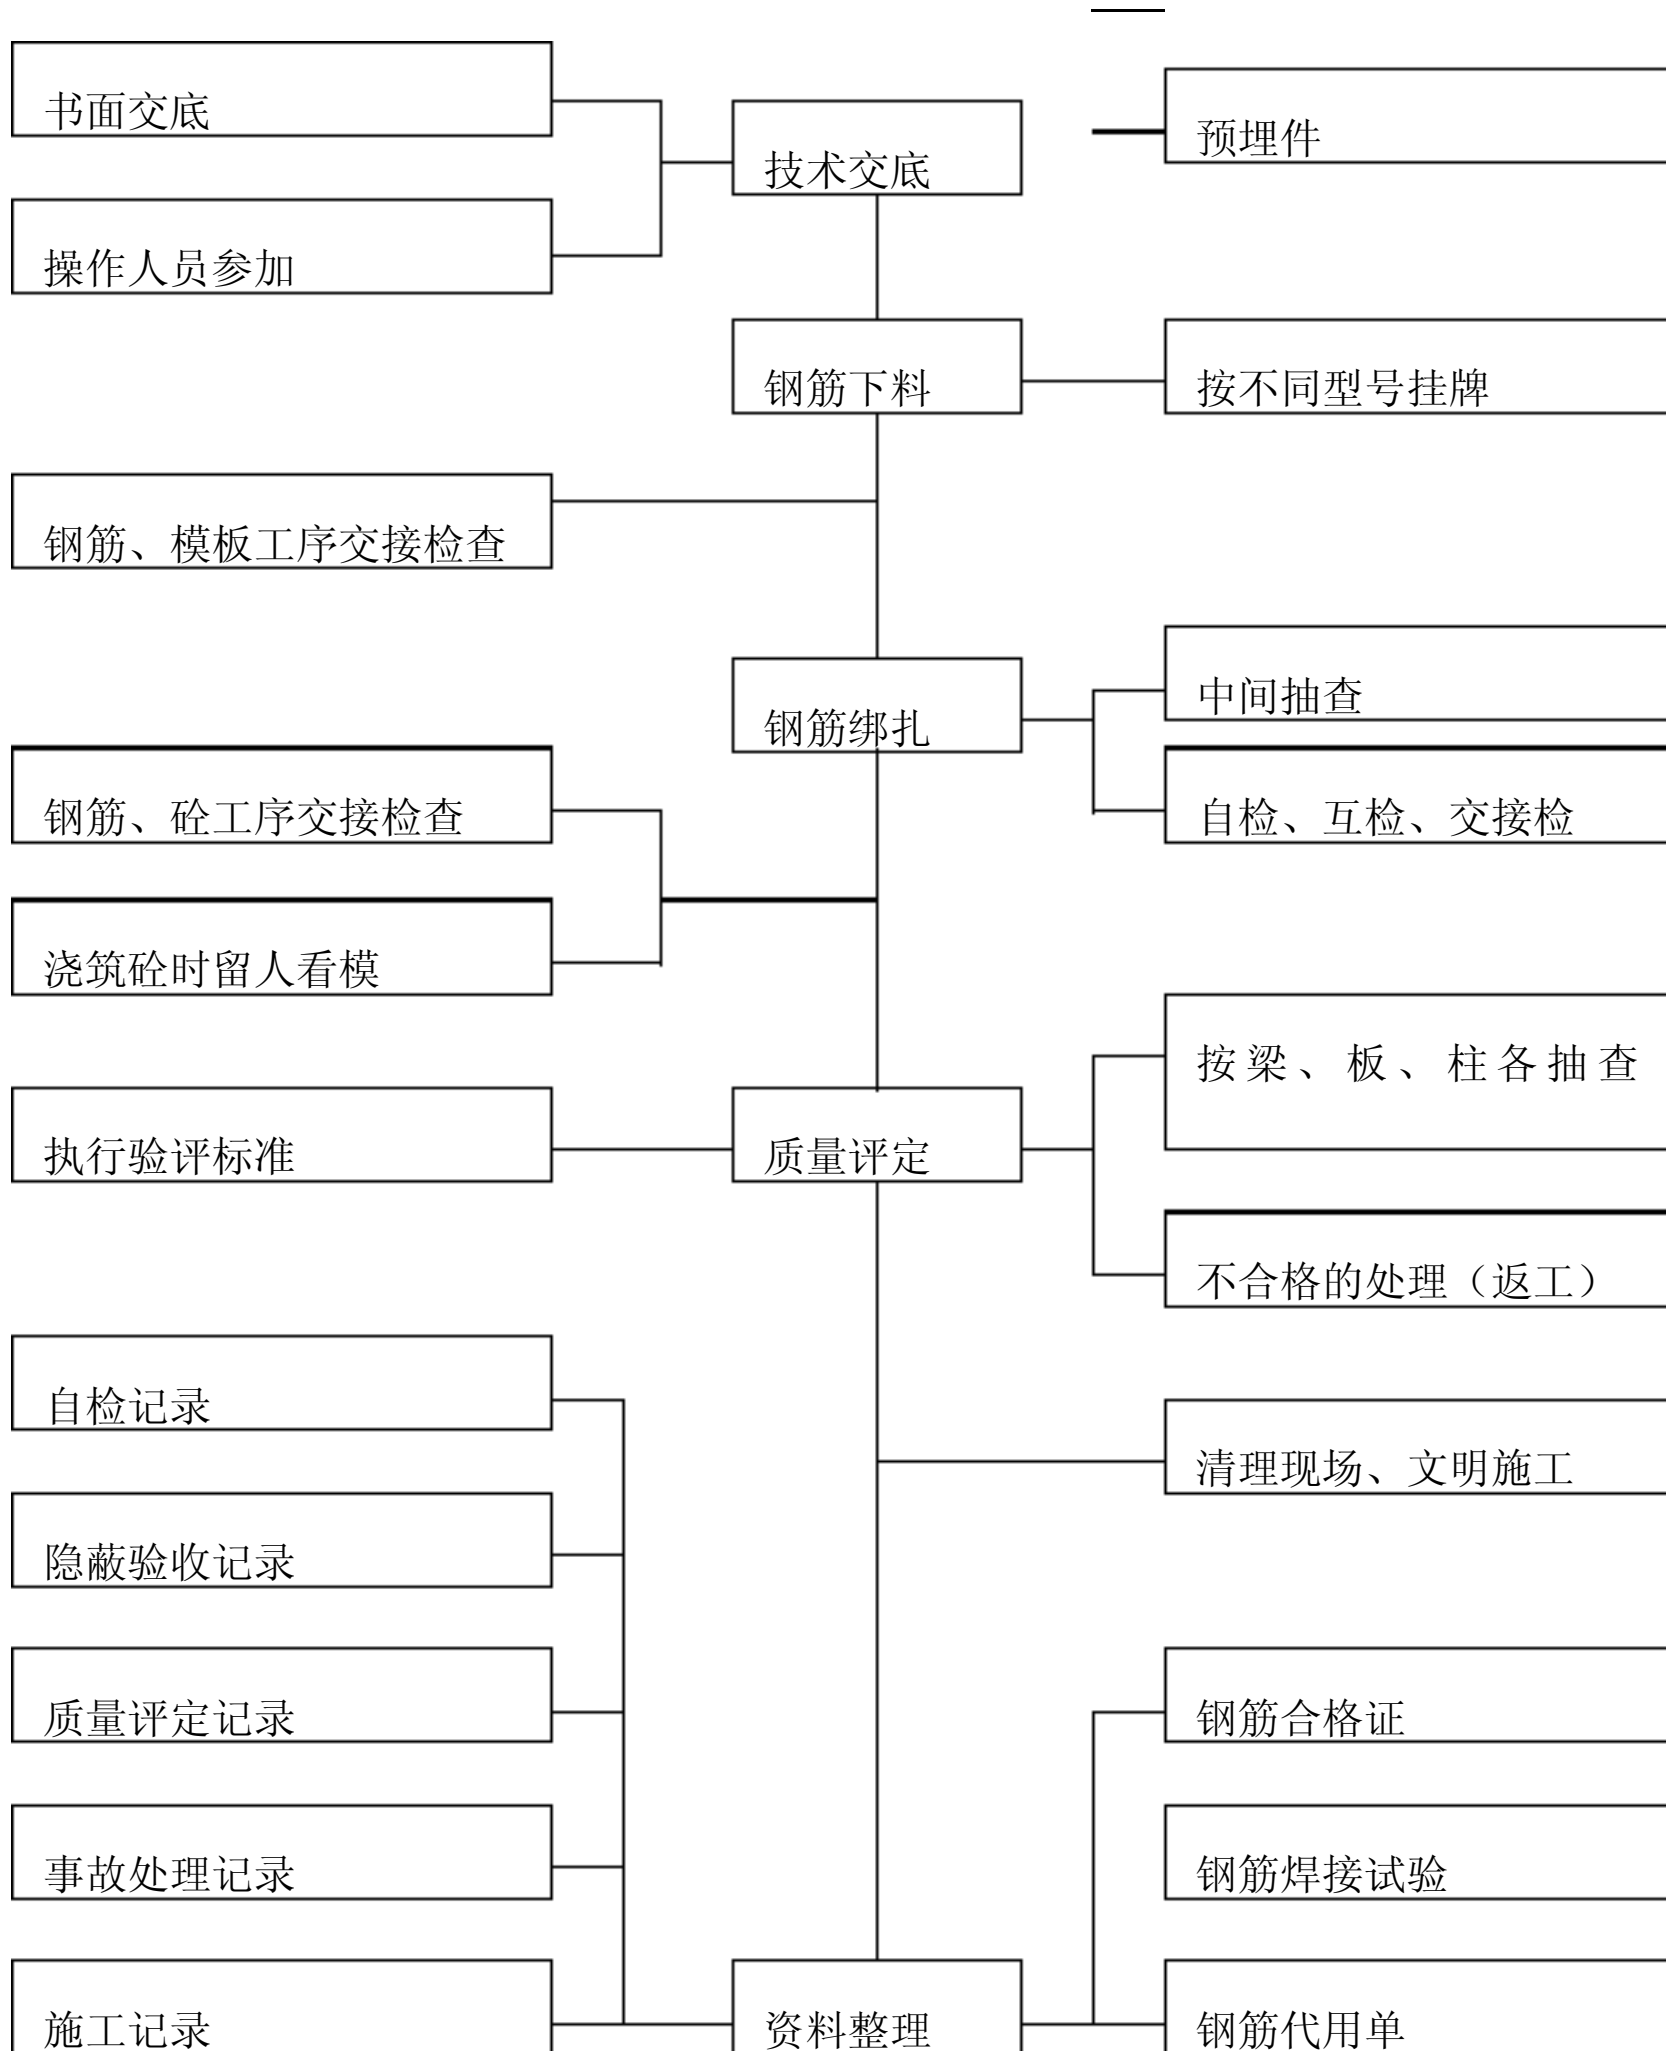 书面交底
预埋件
技术交底
操作人员参加
钢筋下料
按不同型号挂牌
钢筋、模板工序交接检查
中间抽查
钢筋绑扎
钢筋、砼工序交接检查
自检、互检、交接检
浇筑砼时留人看模
按梁、板、柱各抽查
执行验评标准
质量评定
不合格的处理（返工）
自检记录
清理现场、文明施工
隐蔽验收记录
质量评定记录
钢筋合格证
事故处理记录
钢筋焊接试验
施工记录
资料整理
钢筋代用单